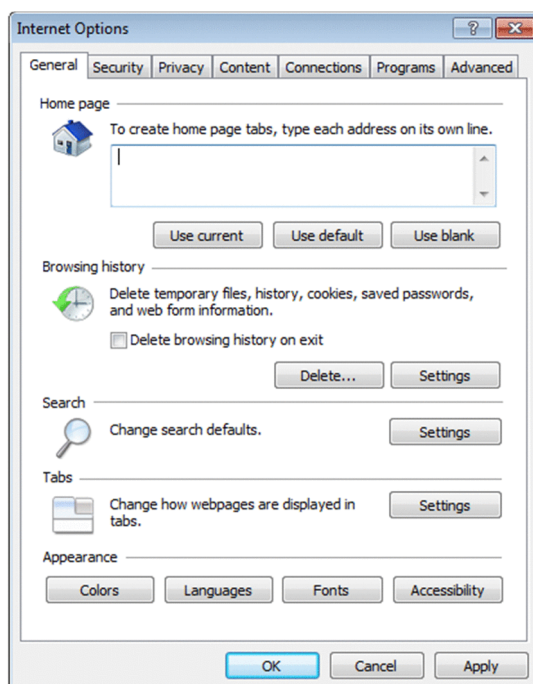 Internet Options
General Security Privacy Content Connections Programs Advanced
Home page
To create home page tabs, type each address on its own line.
Use current Use default Use blank
Browsing history
Delete temporary files, history, cookies, saved passwords,
and web form information.
Delete browsing history on exit
Delete... Settings
Search
Change search defaults. Settings
Tabs
Change how webpages are displayed in Settings
tabs.
Appearance
Colors Languages Fonts Accessibility
OK Cancel Apply